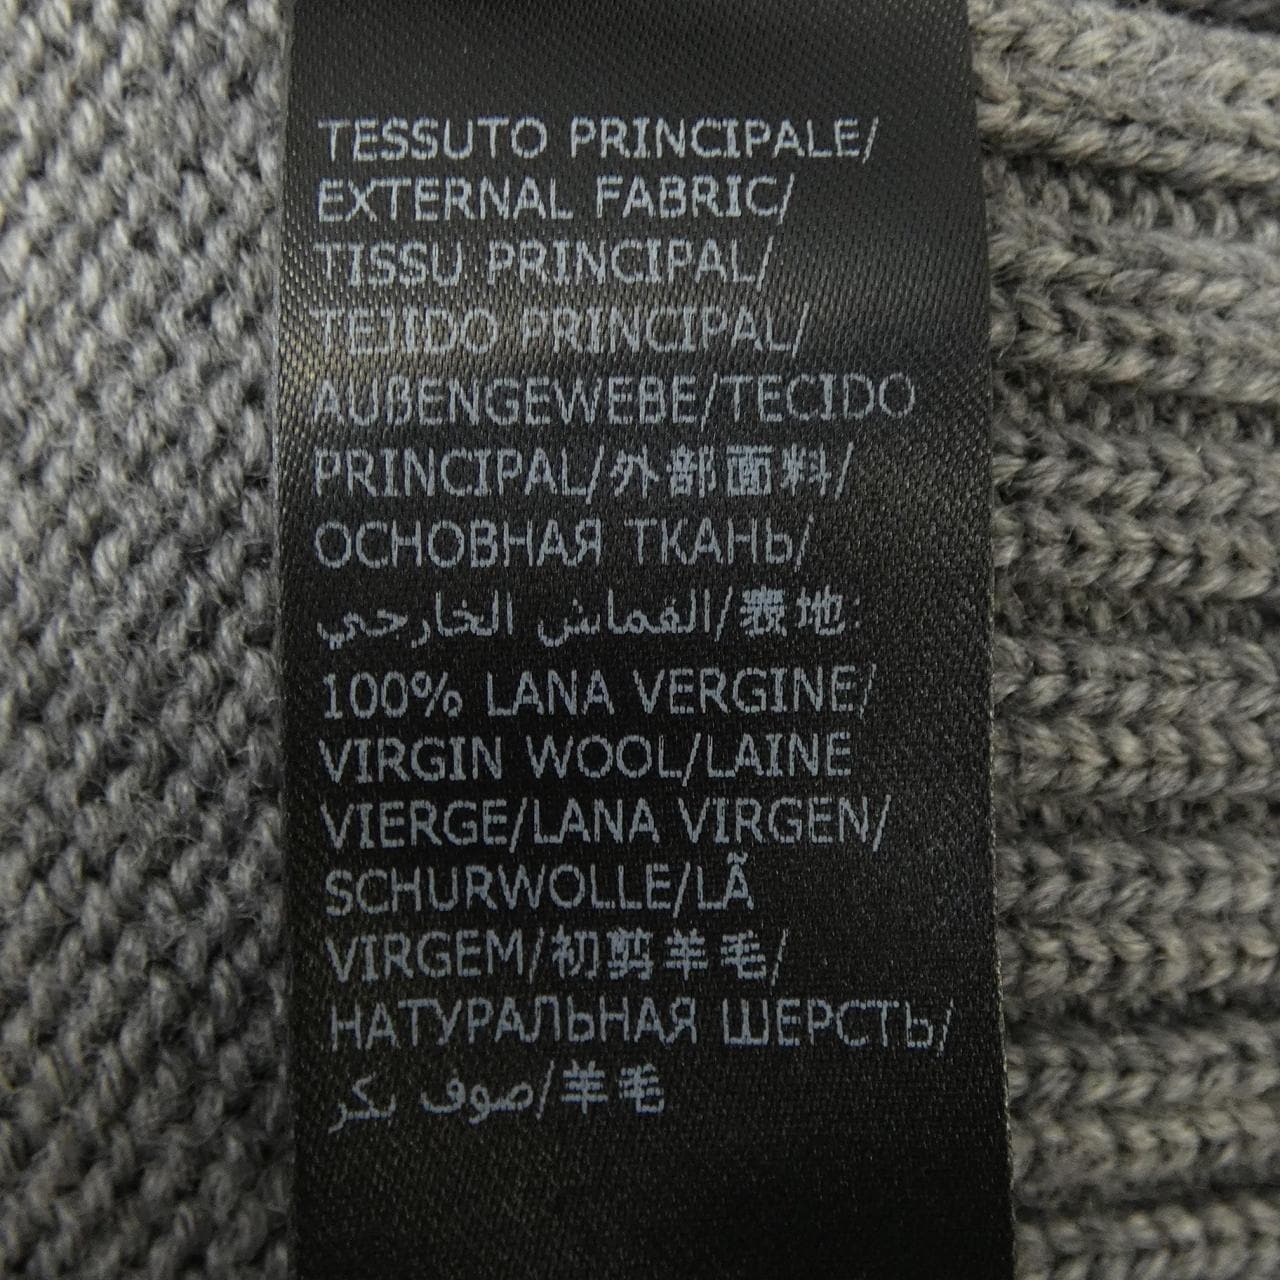 TESSUTO PRINCIPALE/
EXTERNAL FABRIC/
TISSU PRINCIPAL/
TEJIDO PRINCIPAL/
AUßENGEWEBE/TECIDO
PRINCIPAL/外部面料/
ОСНОВНАЯ ТКАНЬ/
القماش الخارجي/表地:
100% LANA VERGINE/
VIRGIN WOOL/LAINE
VIERGE/LANA VIRGEN/
SCHURWOLLE/LÃ
VIRGEM/初剪羊毛/
НАТУРАЛЬНАЯ ШЕРСТЬ/
صوف بكر/羊毛